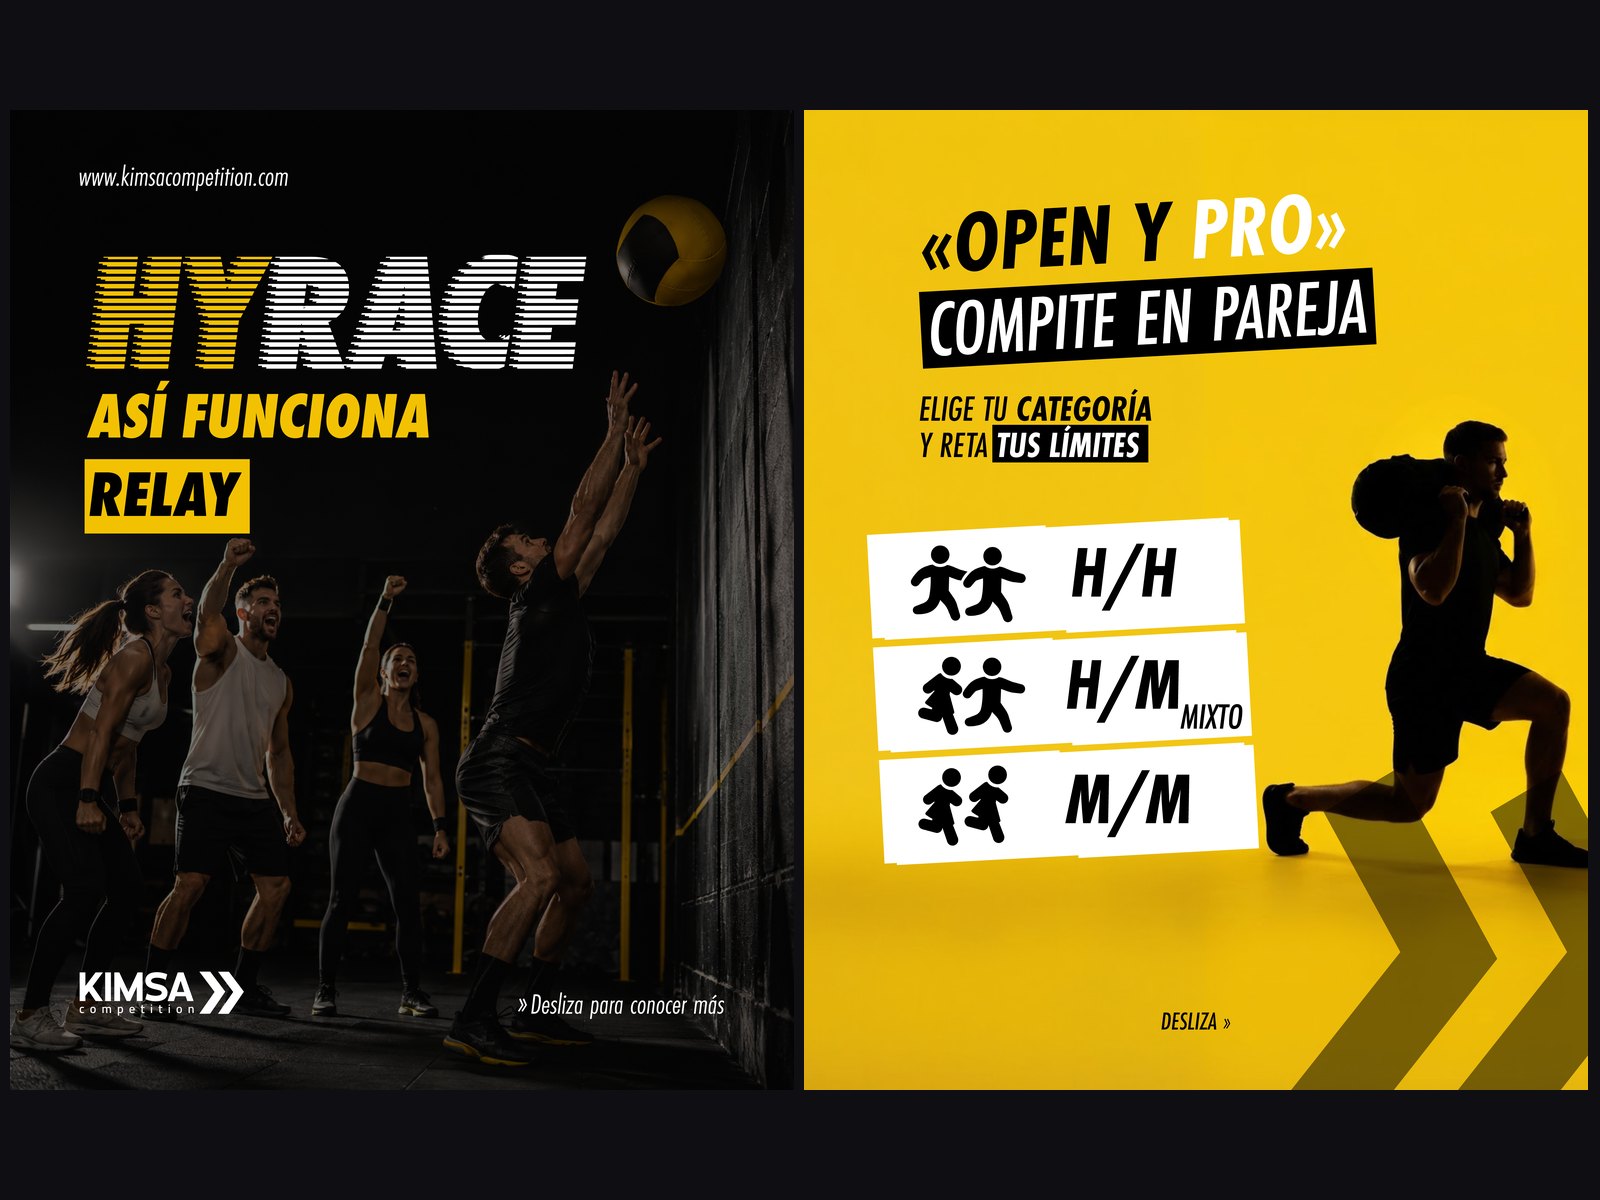 www.kimsacompetition.com
HYRACE
ASÍ FUNCIONA
RELAY
KIMSA
competition
» Desliza para conocer más
«OPEN Y PRO»
COMPITE EN PAREJA
ELIGE TU CATEGORÍA
Y RETA TUS LÍMITES
H/H
H/M MIXTO
M/M
DESLIZA »